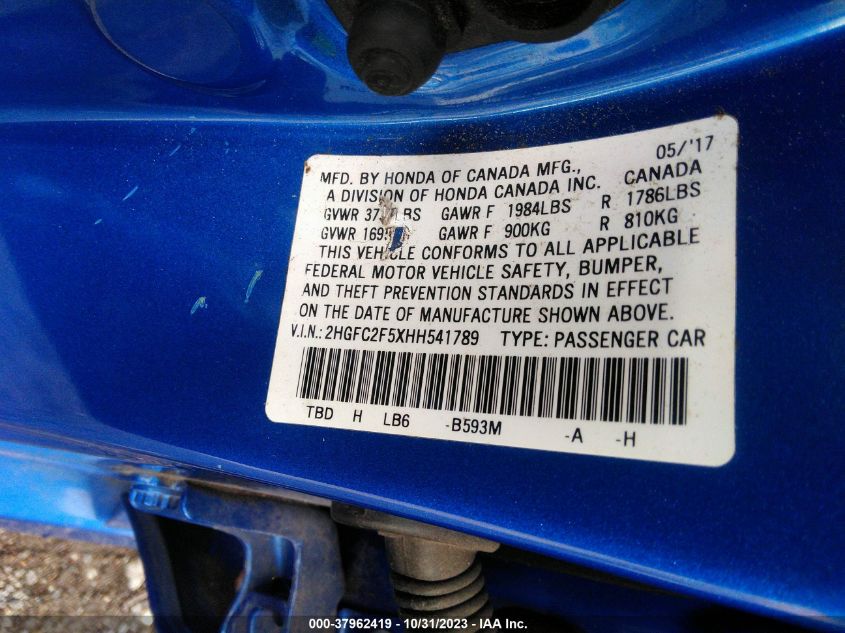 05/'17
MFD. BY HONDA OF CANADA MFG.,
A DIVISION OF HONDA CANADA INC. CANADA
GVWR GAWR F 1984LBS R 1786LBS
GVWR GAWR F 900KG R 810KG
THIS VEHICLE CONFORMS TO ALL APPLICABLE
FEDERAL MOTOR VEHICLE SAFETY, BUMPER,
AND THEFT PREVENTION STANDARDS IN EFFECT
ON THE DATE OF MANUFACTURE SHOWN ABOVE.
V.I.N.: 2HGFC2F5XHH541789 TYPE: PASSENGER CAR
TBD H LB6 -B593M -A -H
000-37962419 - 10/31/2023 - IAA Inc.